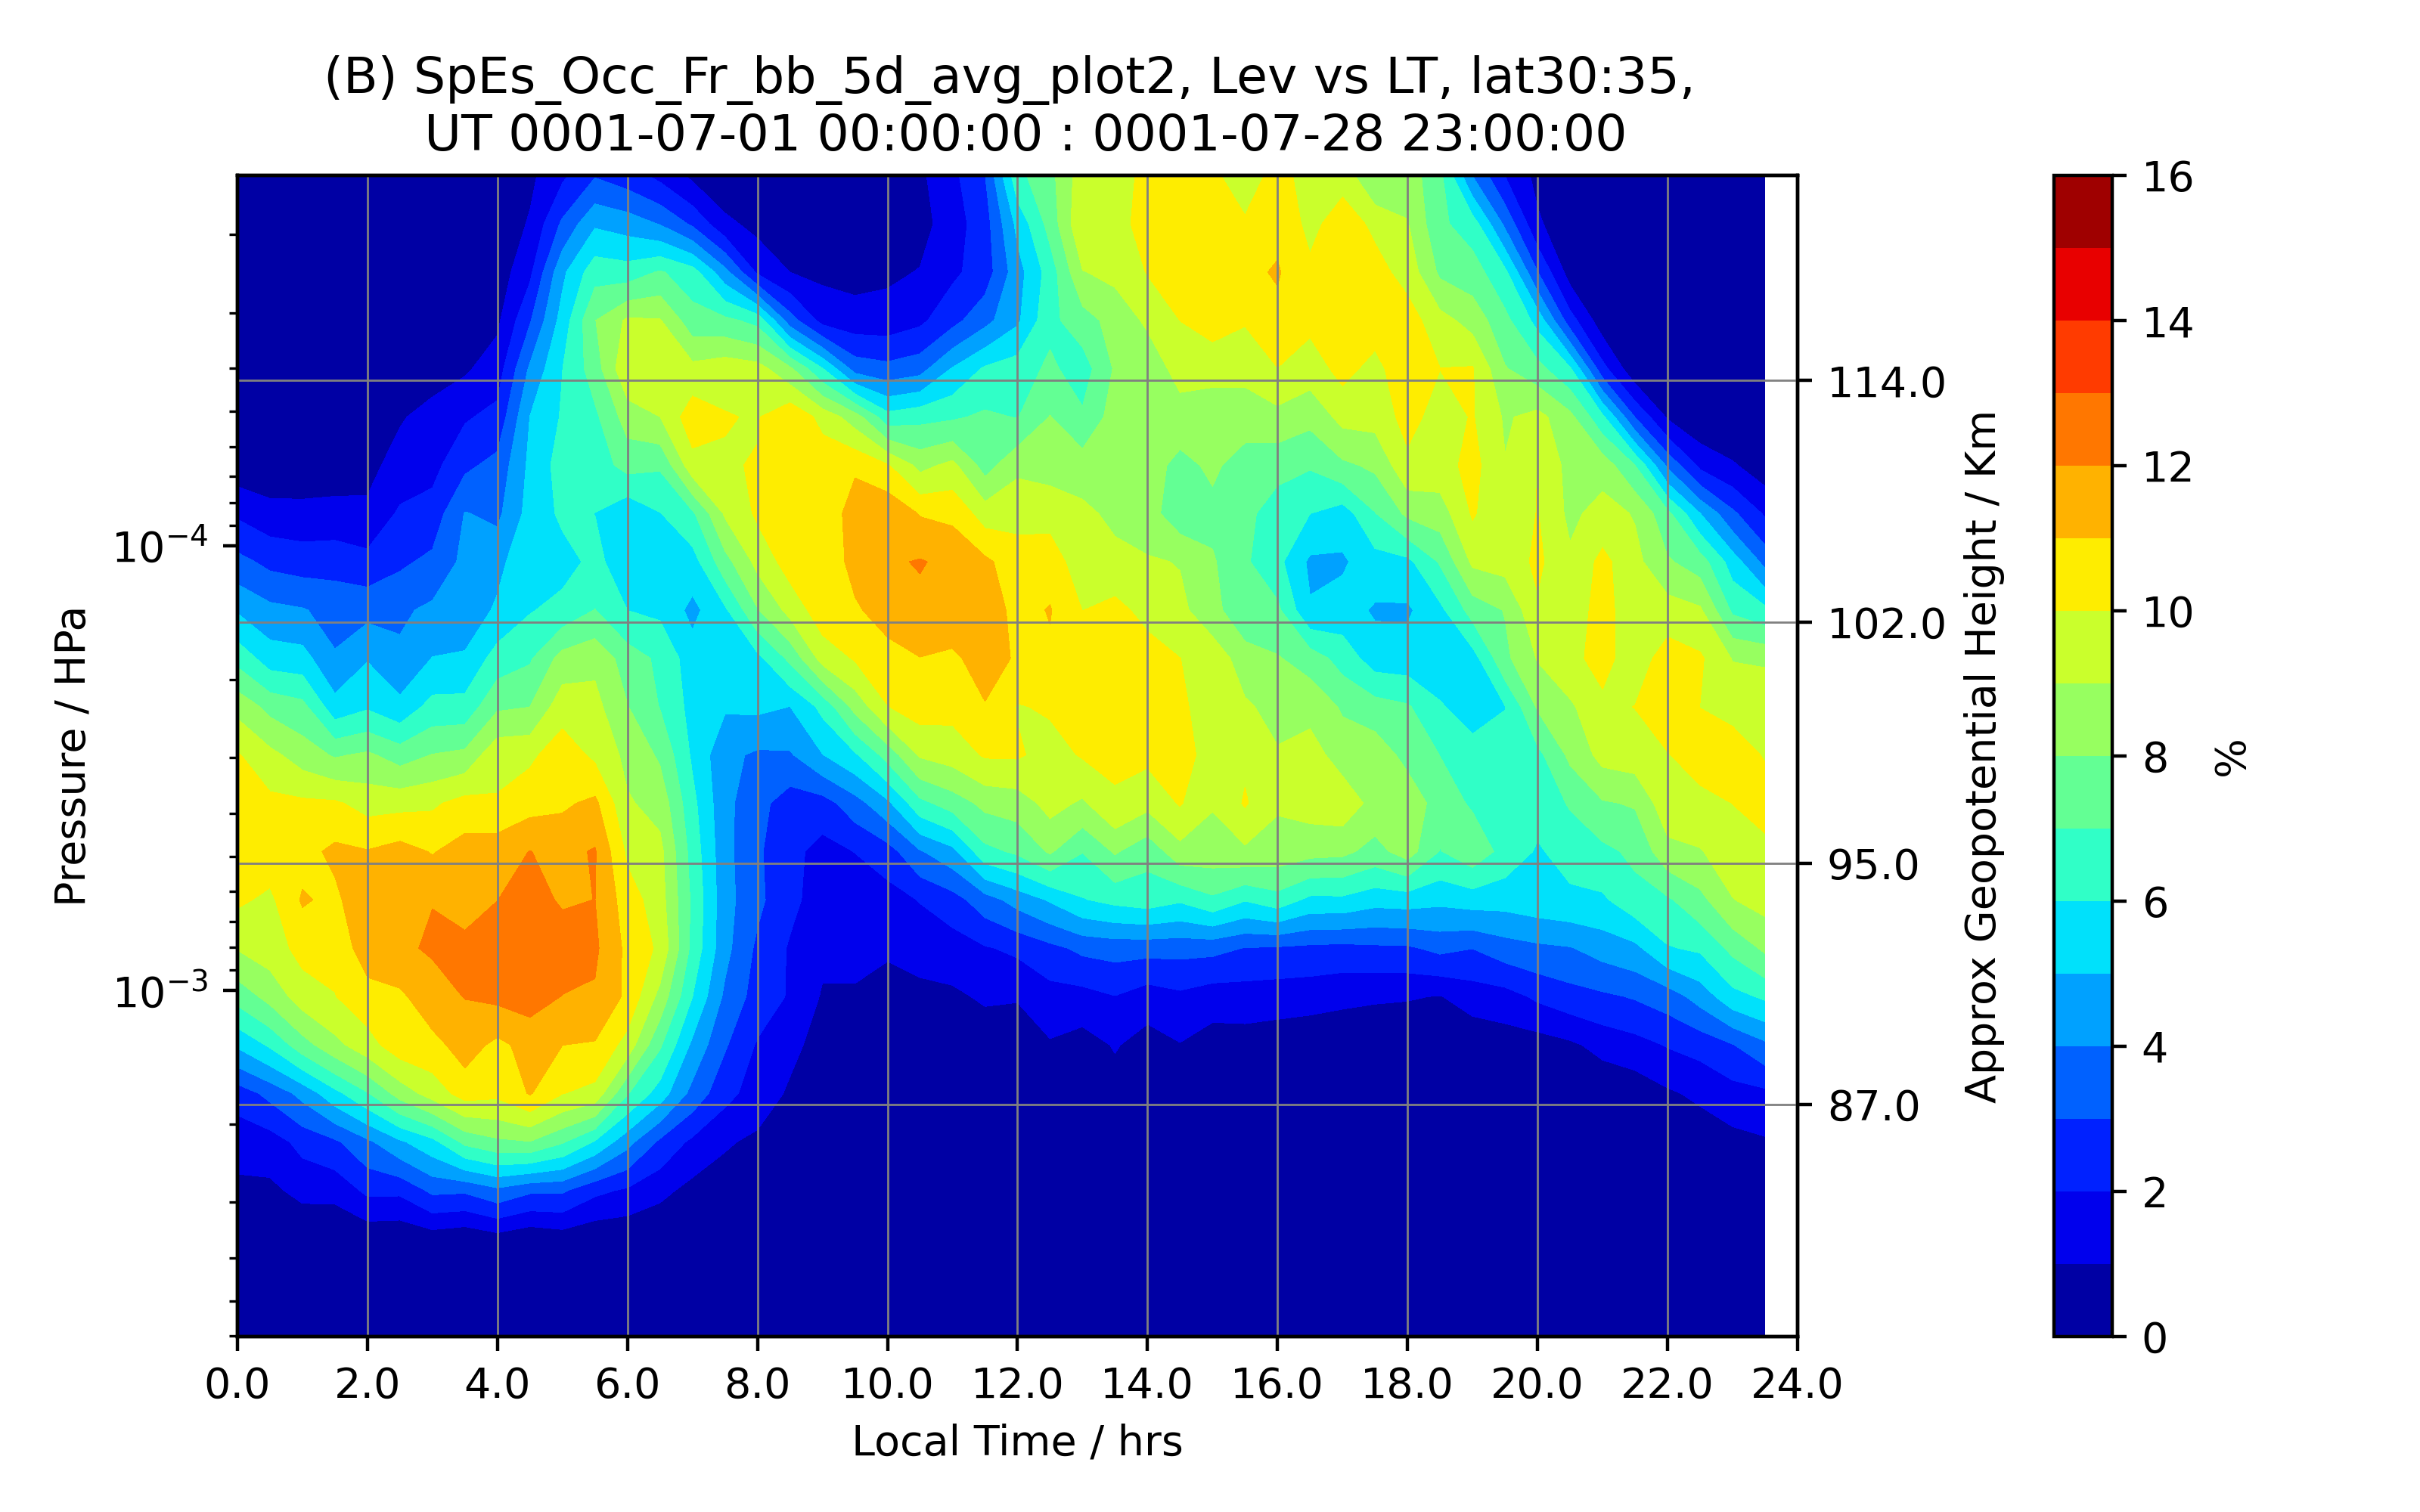 (B) SpEs_Occ_Fr_bb_5d_avg_plot2, Lev vs LT, lat30:35,
UT 0001-07-01 00:00:00 : 0001-07-28 23:00:00
Pressure / HPa
10⁻⁴
10⁻³
0.0 2.0 4.0 6.0 8.0 10.0 12.0 14.0 16.0 18.0 20.0 22.0 24.0
Local Time / hrs
114.0
102.0
95.0
87.0
Approx Geopotential Height / Km
16
14
12
10
8
6
4
2
0
%